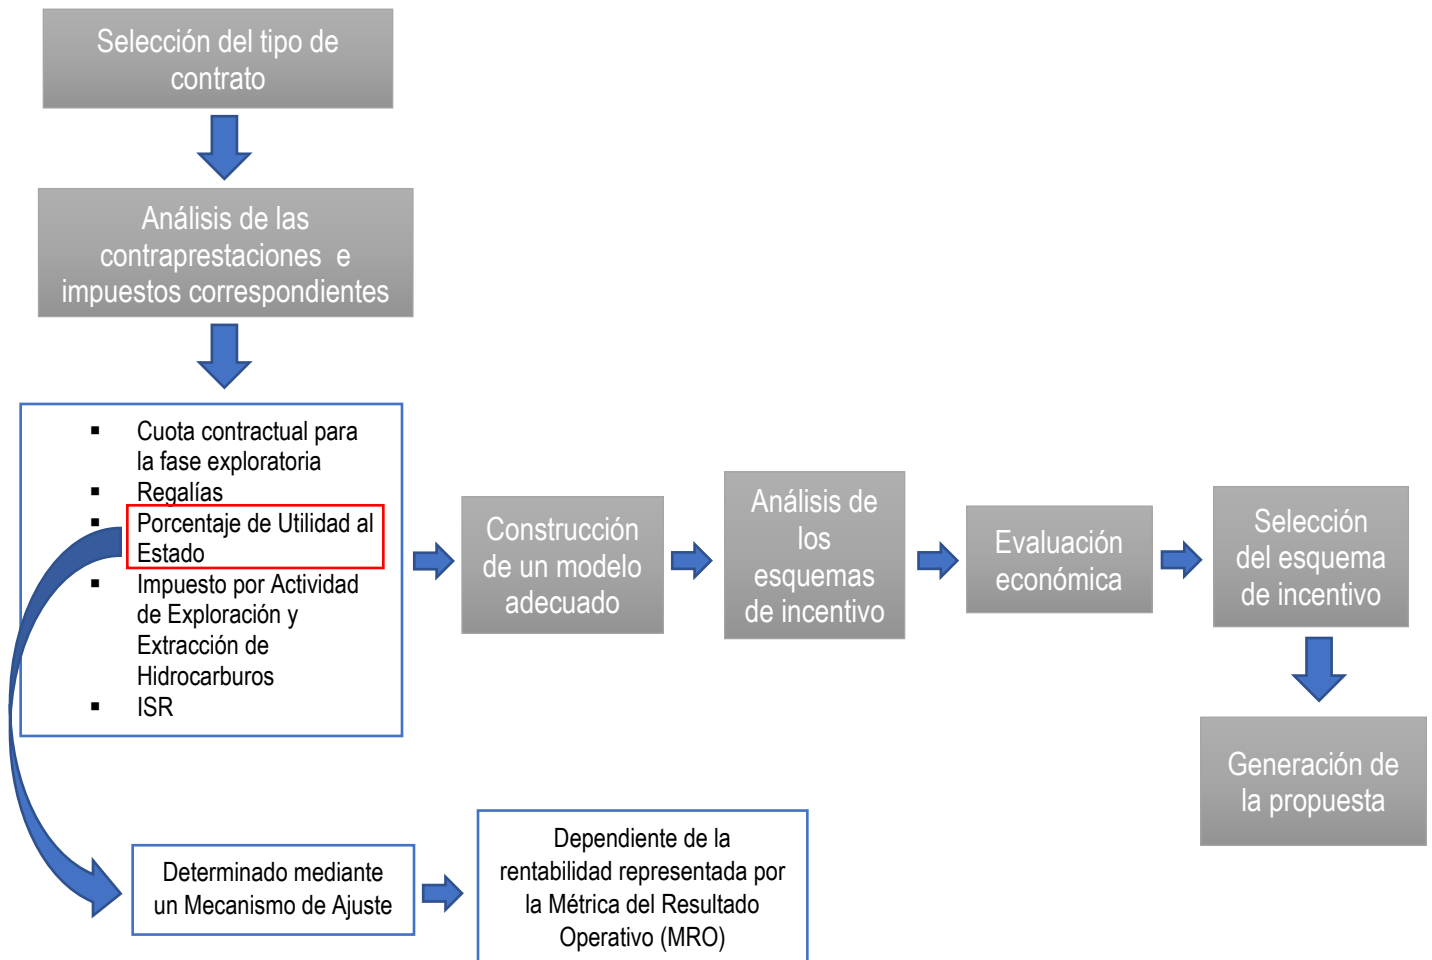 Selección del tipo de
contrato
Análisis de las
contraprestaciones e
impuestos correspondientes
▪ Cuota contractual para
la fase exploratoria
▪ Regalías
▪ Porcentaje de Utilidad al
Estado
▪ Impuesto por Actividad
de Exploración y
Extracción de
Hidrocarburos
▪ ISR
Construcción
de un modelo
adecuado
Análisis de
los
esquemas
de incentivo
Evaluación
económica
Selección
del esquema
de incentivo
Generación de
la propuesta
Determinado mediante
un Mecanismo de Ajuste
Dependiente de la
rentabilidad representada por
la Métrica del Resultado
Operativo (MRO)